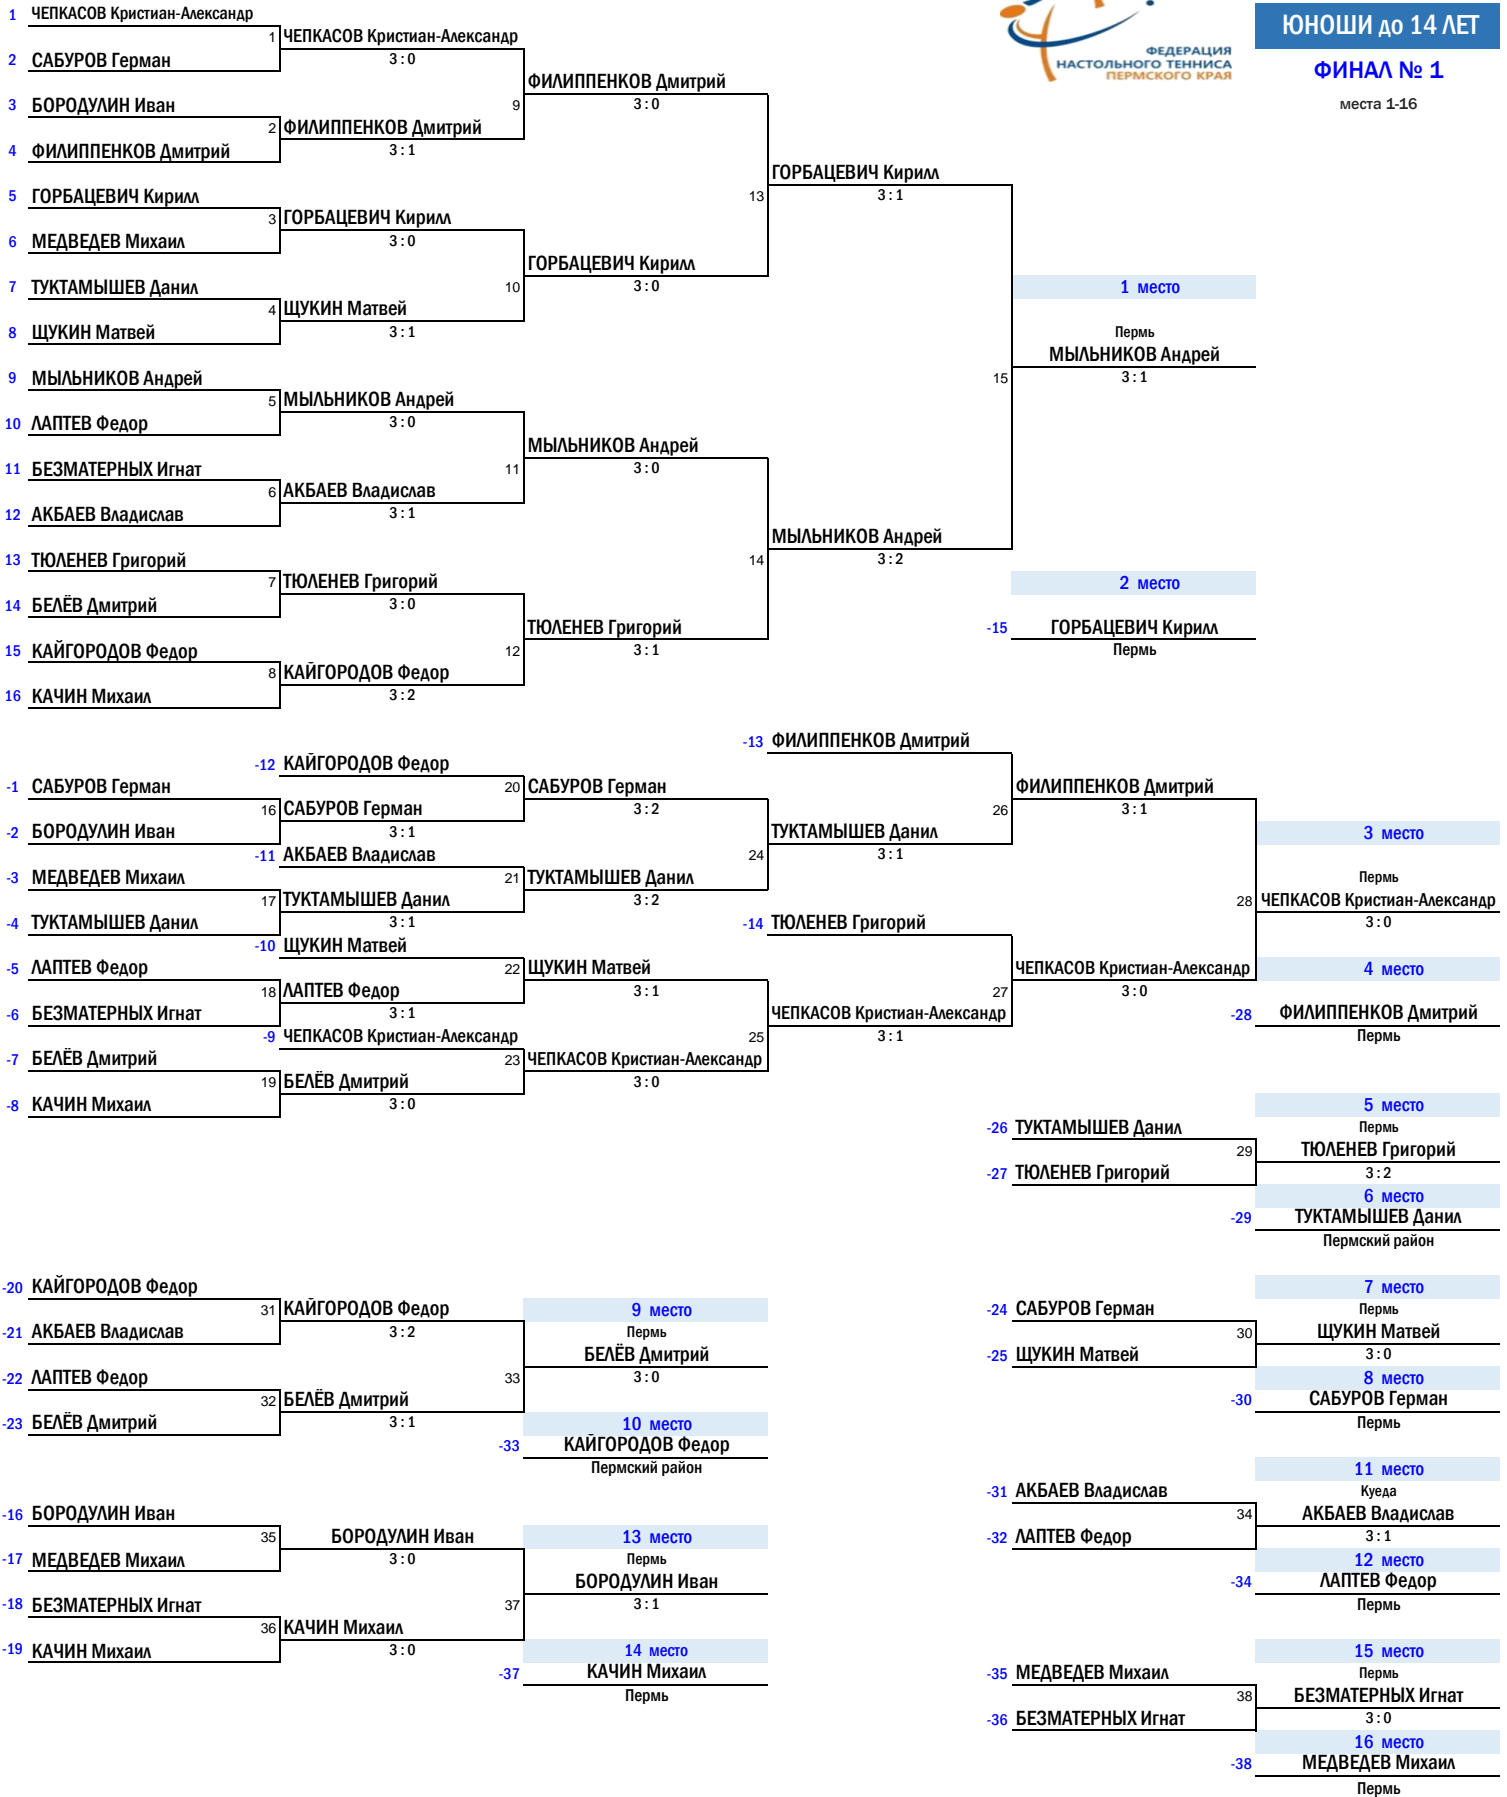 ФЕДЕРАЦИЯ
НАСТОЛЬНОГО ТЕННИСА
ПЕРМСКОГО КРАЯ
ЮНОШИ до 14 ЛЕТ
ФИНАЛ № 1
места 1-16
1 ЧЕПКАСОВ Кристиан-Александр
1 ЧЕПКАСОВ Кристиан-Александр
2 САБУРОВ Герман
3 : 0
ФИЛИППЕНКОВ Дмитрий
3 БОРОДУЛИН Иван
9
3 : 0
2 ФИЛИППЕНКОВ Дмитрий
4 ФИЛИППЕНКОВ Дмитрий
3 : 1
ГОРБАЦЕВИЧ Кирилл
5 ГОРБАЦЕВИЧ Кирилл
13
3 : 1
3 ГОРБАЦЕВИЧ Кирилл
6 МЕДВЕДЕВ Михаил
3 : 0
ГОРБАЦЕВИЧ Кирилл
7 ТУКТАМЫШЕВ Данил
10
3 : 0
1 место
4 ЩУКИН Матвей
8 ЩУКИН Матвей
3 : 1
Пермь
МЫЛЬНИКОВ Андрей
9 МЫЛЬНИКОВ Андрей
15
3 : 1
5 МЫЛЬНИКОВ Андрей
10 ЛАПТЕВ Федор
3 : 0
МЫЛЬНИКОВ Андрей
11 БЕЗМАТЕРНЫХ Игнат
11
3 : 0
6 АКБАЕВ Владислав
12 АКБАЕВ Владислав
3 : 1
МЫЛЬНИКОВ Андрей
13 ТЮЛЕНЕВ Григорий
14
3 : 2
7 ТЮЛЕНЕВ Григорий
2 место
14 БЕЛЁВ Дмитрий
3 : 0
ТЮЛЕНЕВ Григорий
-15 ГОРБАЦЕВИЧ Кирилл
15 КАЙГОРОДОВ Федор
12
3 : 1
Пермь
8 КАЙГОРОДОВ Федор
16 КАЧИН Михаил
3 : 2
-13 ФИЛИППЕНКОВ Дмитрий
-12 КАЙГОРОДОВ Федор
-1 САБУРОВ Герман
20 САБУРОВ Герман
ФИЛИППЕНКОВ Дмитрий
16 САБУРОВ Герман
3 : 2
26
3 : 1
-2 БОРОДУЛИН Иван
3 : 1
ТУКТАМЫШЕВ Данил
3 место
-11 АКБАЕВ Владислав
24
3 : 1
-3 МЕДВЕДЕВ Михаил
21 ТУКТАМЫШЕВ Данил
Пермь
17 ТУКТАМЫШЕВ Данил
3 : 2
28 ЧЕПКАСОВ Кристиан-Александр
-4 ТУКТАМЫШЕВ Данил
3 : 1
-14 ТЮЛЕНЕВ Григорий
3 : 0
-10 ЩУКИН Матвей
-5 ЛАПТЕВ Федор
22 ЩУКИН Матвей
ЧЕПКАСОВ Кристиан-Александр
4 место
18 ЛАПТЕВ Федор
3 : 1
27
3 : 0
-6 БЕЗМАТЕРНЫХ Игнат
3 : 1
ЧЕПКАСОВ Кристиан-Александр
-28 ФИЛИППЕНКОВ Дмитрий
-9 ЧЕПКАСОВ Кристиан-Александр
25
3 : 1
Пермь
-7 БЕЛЁВ Дмитрий
23 ЧЕПКАСОВ Кристиан-Александр
19 БЕЛЁВ Дмитрий
3 : 0
-8 КАЧИН Михаил
3 : 0
5 место
-26 ТУКТАМЫШЕВ Данил
Пермь
29 ТЮЛЕНЕВ Григорий
-27 ТЮЛЕНЕВ Григорий
3 : 2
6 место
-29 ТУКТАМЫШЕВ Данил
Пермский район
-20 КАЙГОРОДОВ Федор
7 место
31 КАЙГОРОДОВ Федор
9 место
-24 САБУРОВ Герман
Пермь
-21 АКБАЕВ Владислав
3 : 2
Пермь
30 ЩУКИН Матвей
БЕЛЁВ Дмитрий
-25 ЩУКИН Матвей
3 : 0
-22 ЛАПТЕВ Федор
33
3 : 0
8 место
32 БЕЛЁВ Дмитрий
-30 САБУРОВ Герман
-23 БЕЛЁВ Дмитрий
3 : 1
10 место
Пермь
-33 КАЙГОРОДОВ Федор
Пермский район
11 место
-31 АКБАЕВ Владислав
Куеда
-16 БОРОДУЛИН Иван
34 АКБАЕВ Владислав
35 БОРОДУЛИН Иван
13 место
-32 ЛАПТЕВ Федор
3 : 1
-17 МЕДВЕДЕВ Михаил
3 : 0
Пермь
12 место
БОРОДУЛИН Иван
-34 ЛАПТЕВ Федор
-18 БЕЗМАТЕРНЫХ Игнат
37
3 : 1
Пермь
36 КАЧИН Михаил
-19 КАЧИН Михаил
3 : 0
14 место
15 место
-37 КАЧИН Михаил
-35 МЕДВЕДЕВ Михаил
Пермь
Пермь
38 БЕЗМАТЕРНЫХ Игнат
-36 БЕЗМАТЕРНЫХ Игнат
3 : 0
16 место
-38 МЕДВЕДЕВ Михаил
Пермь